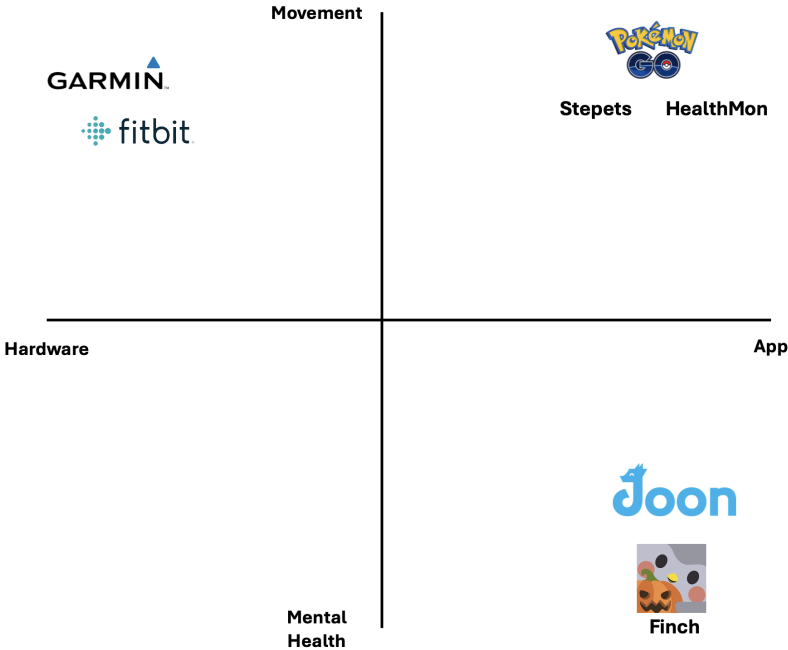 Movement
POKÉMON
GO
GARMIN
Stepets HealthMon
fitbit
Hardware
App
Joon
Mental
Health
Finch